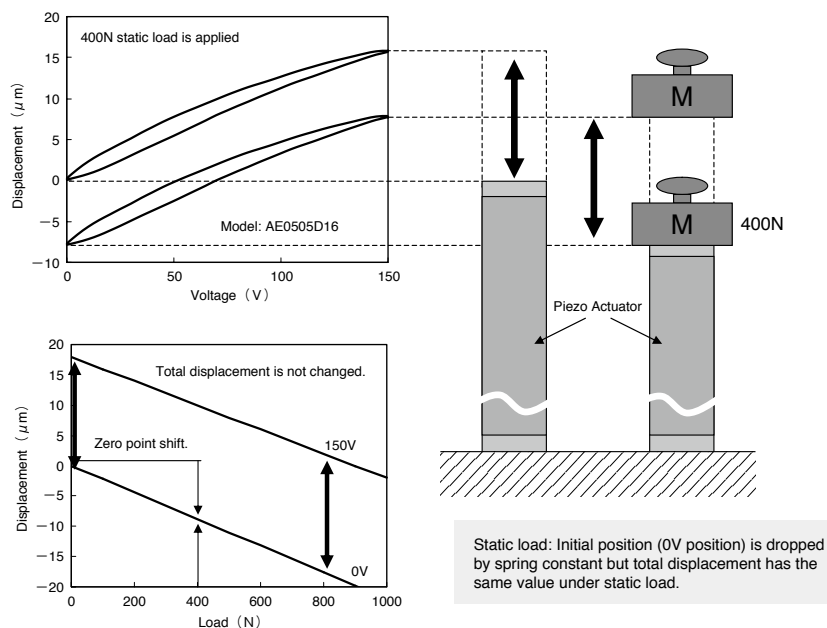 400N static load is applied
Displacement (μm)
20
15
10
5
0
−5
−10
Model: AE0505D16
0
50
100
150
Voltage (V)
M
M
400N
Piezo Actuator
Displacement (μm)
20
15
10
5
0
−5
−10
−15
−20
Total displacement is not changed.
Zero point shift.
150V
0V
0
200
400
600
800
1000
Load (N)
Static load: Initial position (0V position) is dropped
by spring constant but total displacement has the
same value under static load.